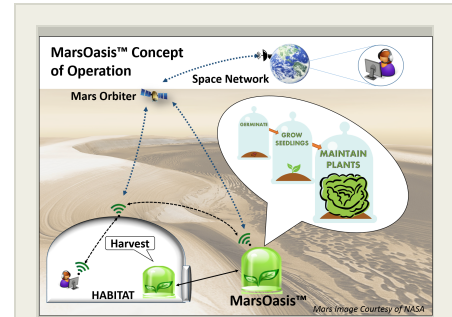 MarsOasis™ Concept
of Operation
Space Network
Mars Orbiter
GERMINATE
GROW
SEEDLINGS
MAINTAIN
PLANTS
Harvest
HABITAT
MarsOasis™
Mars Image Courtesy of NASA